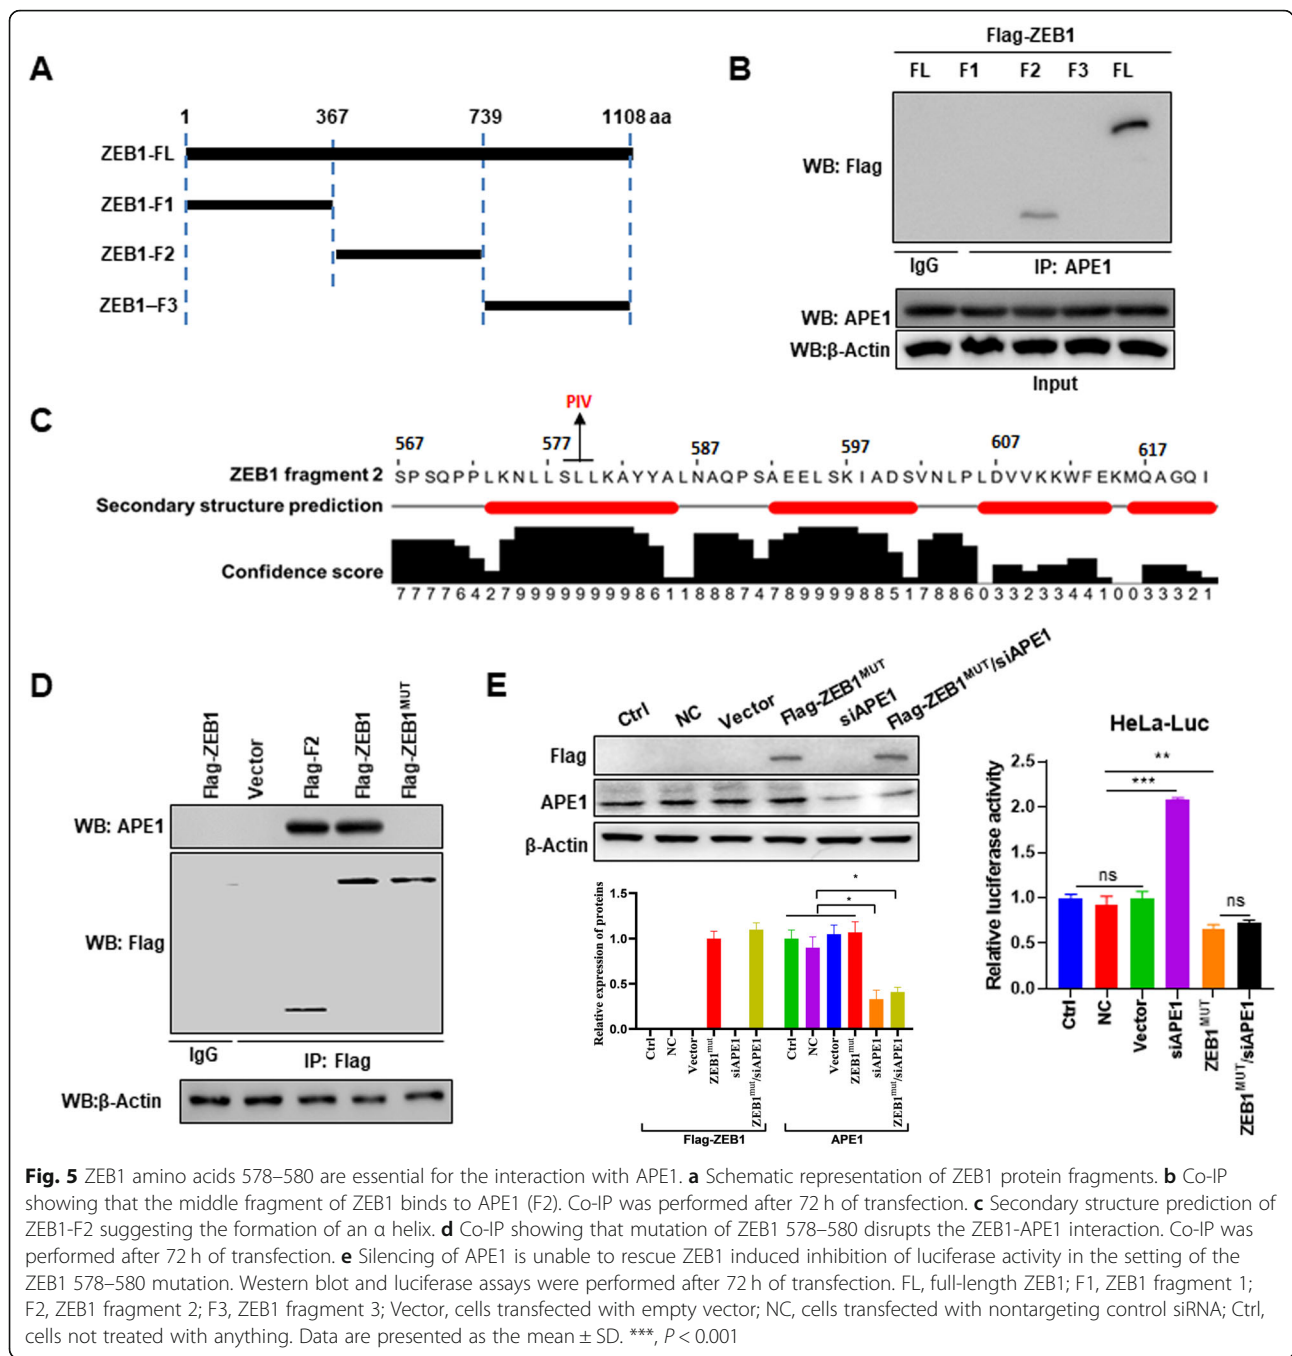 A
1 367 739 1108 aa
ZEB1-FL
ZEB1-F1
ZEB1-F2
ZEB1–F3
B
Flag-ZEB1
FL F1 F2 F3 FL
WB: Flag
IgG IP: APE1
WB: APE1
WB:β-Actin
Input
C
PIV
567 577 587 597 607 617
ZEB1 fragment 2 SPSQPPLKNLLSLLKAYYALNAQPSAEELSKIADSVNLPLDVVKKWFEKMQAGQI
Secondary structure prediction
Confidence score
7777642799999999861188874789999885178860332334410033321
D
Flag-ZEB1
Vector
Flag-F2
Flag-ZEB1
Flag-ZEB1MUT
WB: APE1
WB: Flag
IgG IP: Flag
WB:β-Actin
E
Ctrl NC Vector Flag-ZEB1MUT siAPE1 Flag-ZEB1MUT/siAPE1
Flag
APE1
β-Actin
Relative expression of proteins
1.5
1.0
0.5
0.0
* *
Ctrl NC Vector ZEB1mut siAPE1 ZEB1mut/siAPE1
Ctrl NC Vector ZEB1mut siAPE1 ZEB1mut/siAPE1
Flag-ZEB1 APE1
HeLa-Luc
Relative luciferase activity
2.5
2.0
1.5
1.0
0.5
0.0
**
***
ns
ns
Ctrl NC Vector siAPE1 ZEB1MUT ZEB1MUT/siAPE1
Fig. 5 ZEB1 amino acids 578–580 are essential for the interaction with APE1. a Schematic representation of ZEB1 protein fragments. b Co-IP
showing that the middle fragment of ZEB1 binds to APE1 (F2). Co-IP was performed after 72 h of transfection. c Secondary structure prediction of
ZEB1-F2 suggesting the formation of an α helix. d Co-IP showing that mutation of ZEB1 578–580 disrupts the ZEB1-APE1 interaction. Co-IP was
performed after 72 h of transfection. e Silencing of APE1 is unable to rescue ZEB1 induced inhibition of luciferase activity in the setting of the
ZEB1 578–580 mutation. Western blot and luciferase assays were performed after 72 h of transfection. FL, full-length ZEB1; F1, ZEB1 fragment 1;
F2, ZEB1 fragment 2; F3, ZEB1 fragment 3; Vector, cells transfected with empty vector; NC, cells transfected with nontargeting control siRNA; Ctrl,
cells not treated with anything. Data are presented as the mean ± SD. ***, P < 0.001